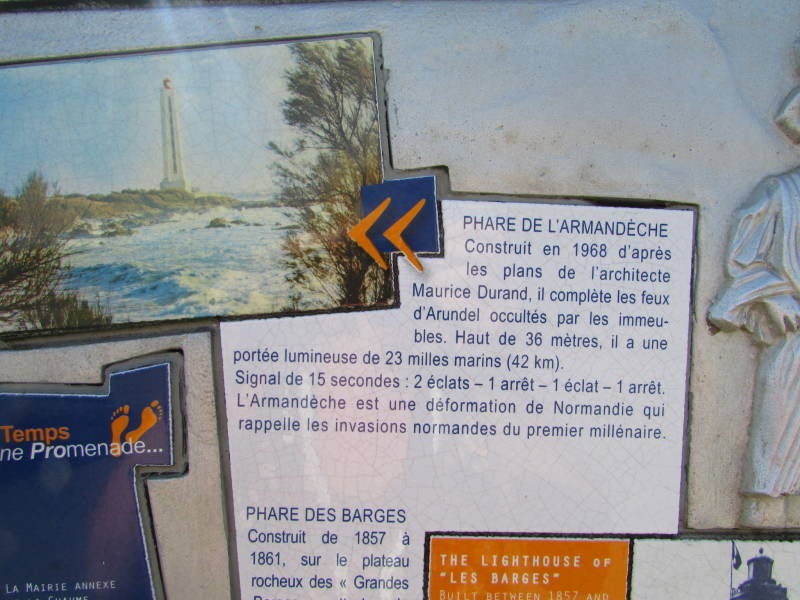 PHARE DE L'ARMANDÈCHE
Construit en 1968 d'après
les plans de l'architecte
Maurice Durand, il complète les feux
d'Arundel occultés par les immeu-
bles. Haut de 36 mètres, il a une
portée lumineuse de 23 milles marins (42 km).
Signal de 15 secondes : 2 éclats – 1 arrêt – 1 éclat – 1 arrêt.
L'Armandèche est une déformation de Normandie qui
rappelle les invasions normandes du premier millénaire.
Temps
ne Promenade...
LA MAIRIE ANNEXE
PHARE DES BARGES
Construit de 1857 à
1861, sur le plateau
rocheux des « Grandes
THE LIGHTHOUSE OF
"LES BARGES"
BUILT BETWEEN 1857 AND